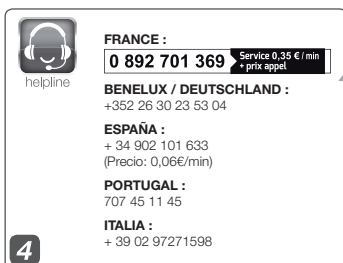 helpline
FRANCE :
0 892 701 369 Service 0,35 € / min
+ prix appel
BENELUX / DEUTSCHLAND :
+352 26 30 23 53 04
ESPAÑA :
+ 34 902 101 633
(Precio: 0,06€/min)
PORTUGAL :
707 45 11 45
ITALIA :
+ 39 02 97271598
4